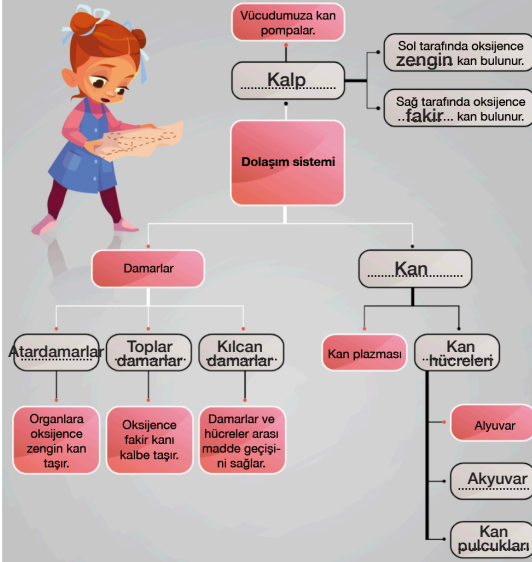 Vücudumuza kan
pompalar.
Kalp
Sol tarafında oksijence
zengin kan bulunur.
Sağ tarafında oksijence
fakir kan bulunur.
Dolaşım sistemi
Damarlar
Kan
Atardamarlar
Toplar
damarlar
Kılcan
damarlar
Kan plazması
Kan
hücreleri
Organlara
oksijence
zengin kan
taşır.
Oksijence
fakir kanı
kalbe taşır.
Damarlar ve
hücreler arası
madde geçişi-
ni sağlar.
Alyuvar
Akyuvar
Kan
pulcukları